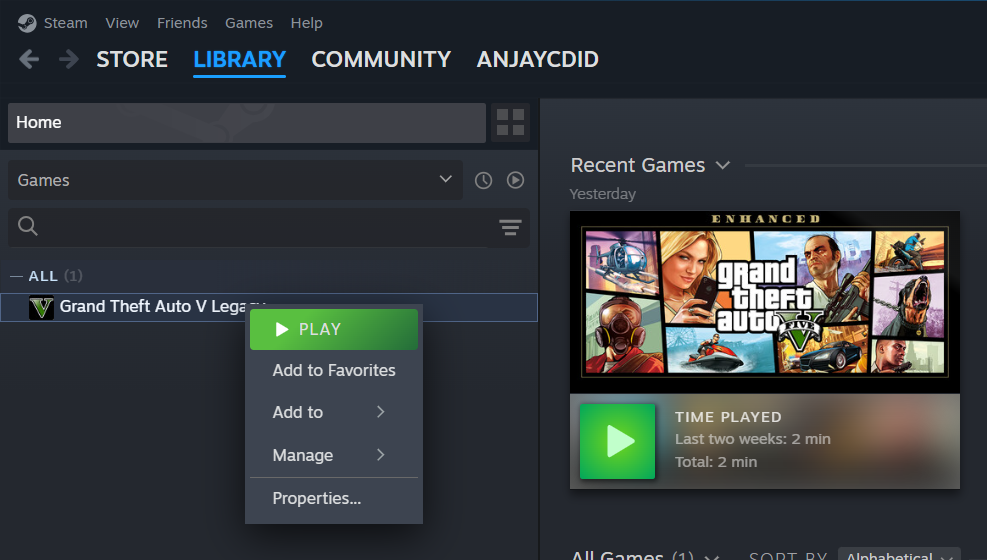 Steam View Friends Games Help
STORE LIBRARY COMMUNITY ANJAYCDID
Home
Games
— ALL (1)
Grand Theft Auto V
PLAY
Add to Favorites
Add to
Manage
Properties...
Recent Games
Yesterday
ENHANCED
grand
theft
auto
V
FIVE
TIME PLAYED
Last two weeks: 2 min
Total: 2 min
All Games (1) SORT BY Alphabetical